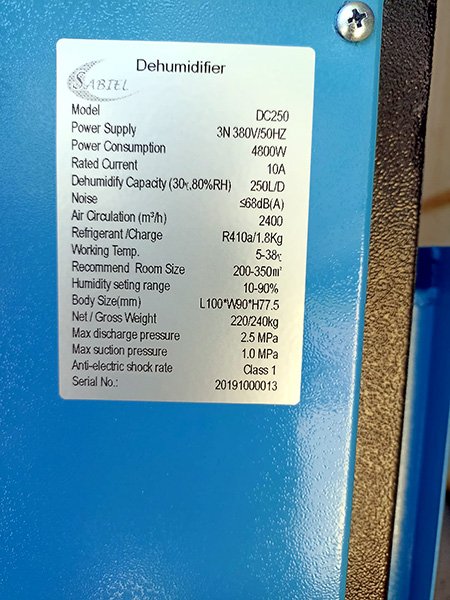 Dehumidifier
SABIEL
Model DC250
Power Supply 3N 380V/50HZ
Power Consumption 4800W
Rated Current 10A
Dehumidify Capacity (30℃,80%RH) 250L/D
Noise ≤68dB(A)
Air Circulation (m³/h) 2400
Refrigerant /Charge R410a/1.8Kg
Working Temp. 5-38℃
Recommend Room Size 200-350m²
Humidity seting range 10-90%
Body Size(mm) L100*W90*H77.5
Net / Gross Weight 220/240kg
Max discharge pressure 2.5 MPa
Max suction pressure 1.0 MPa
Anti-electric shock rate Class 1
Serial No.: 20191000013